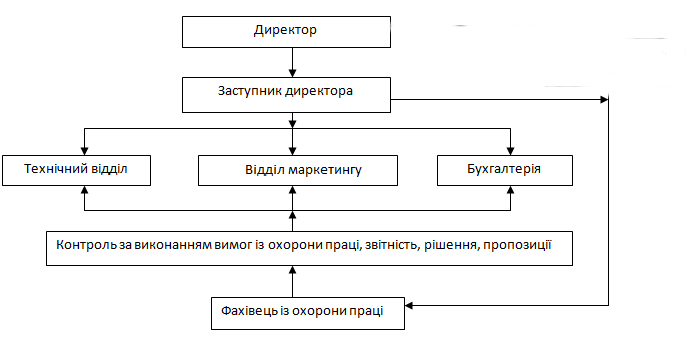 Директор
Заступник директора
Технічний відділ
Відділ маркетингу
Бухгалтерія
Контроль за виконанням вимог із охорони праці, звітність, рішення, пропозиції
Фахівець із охорони праці